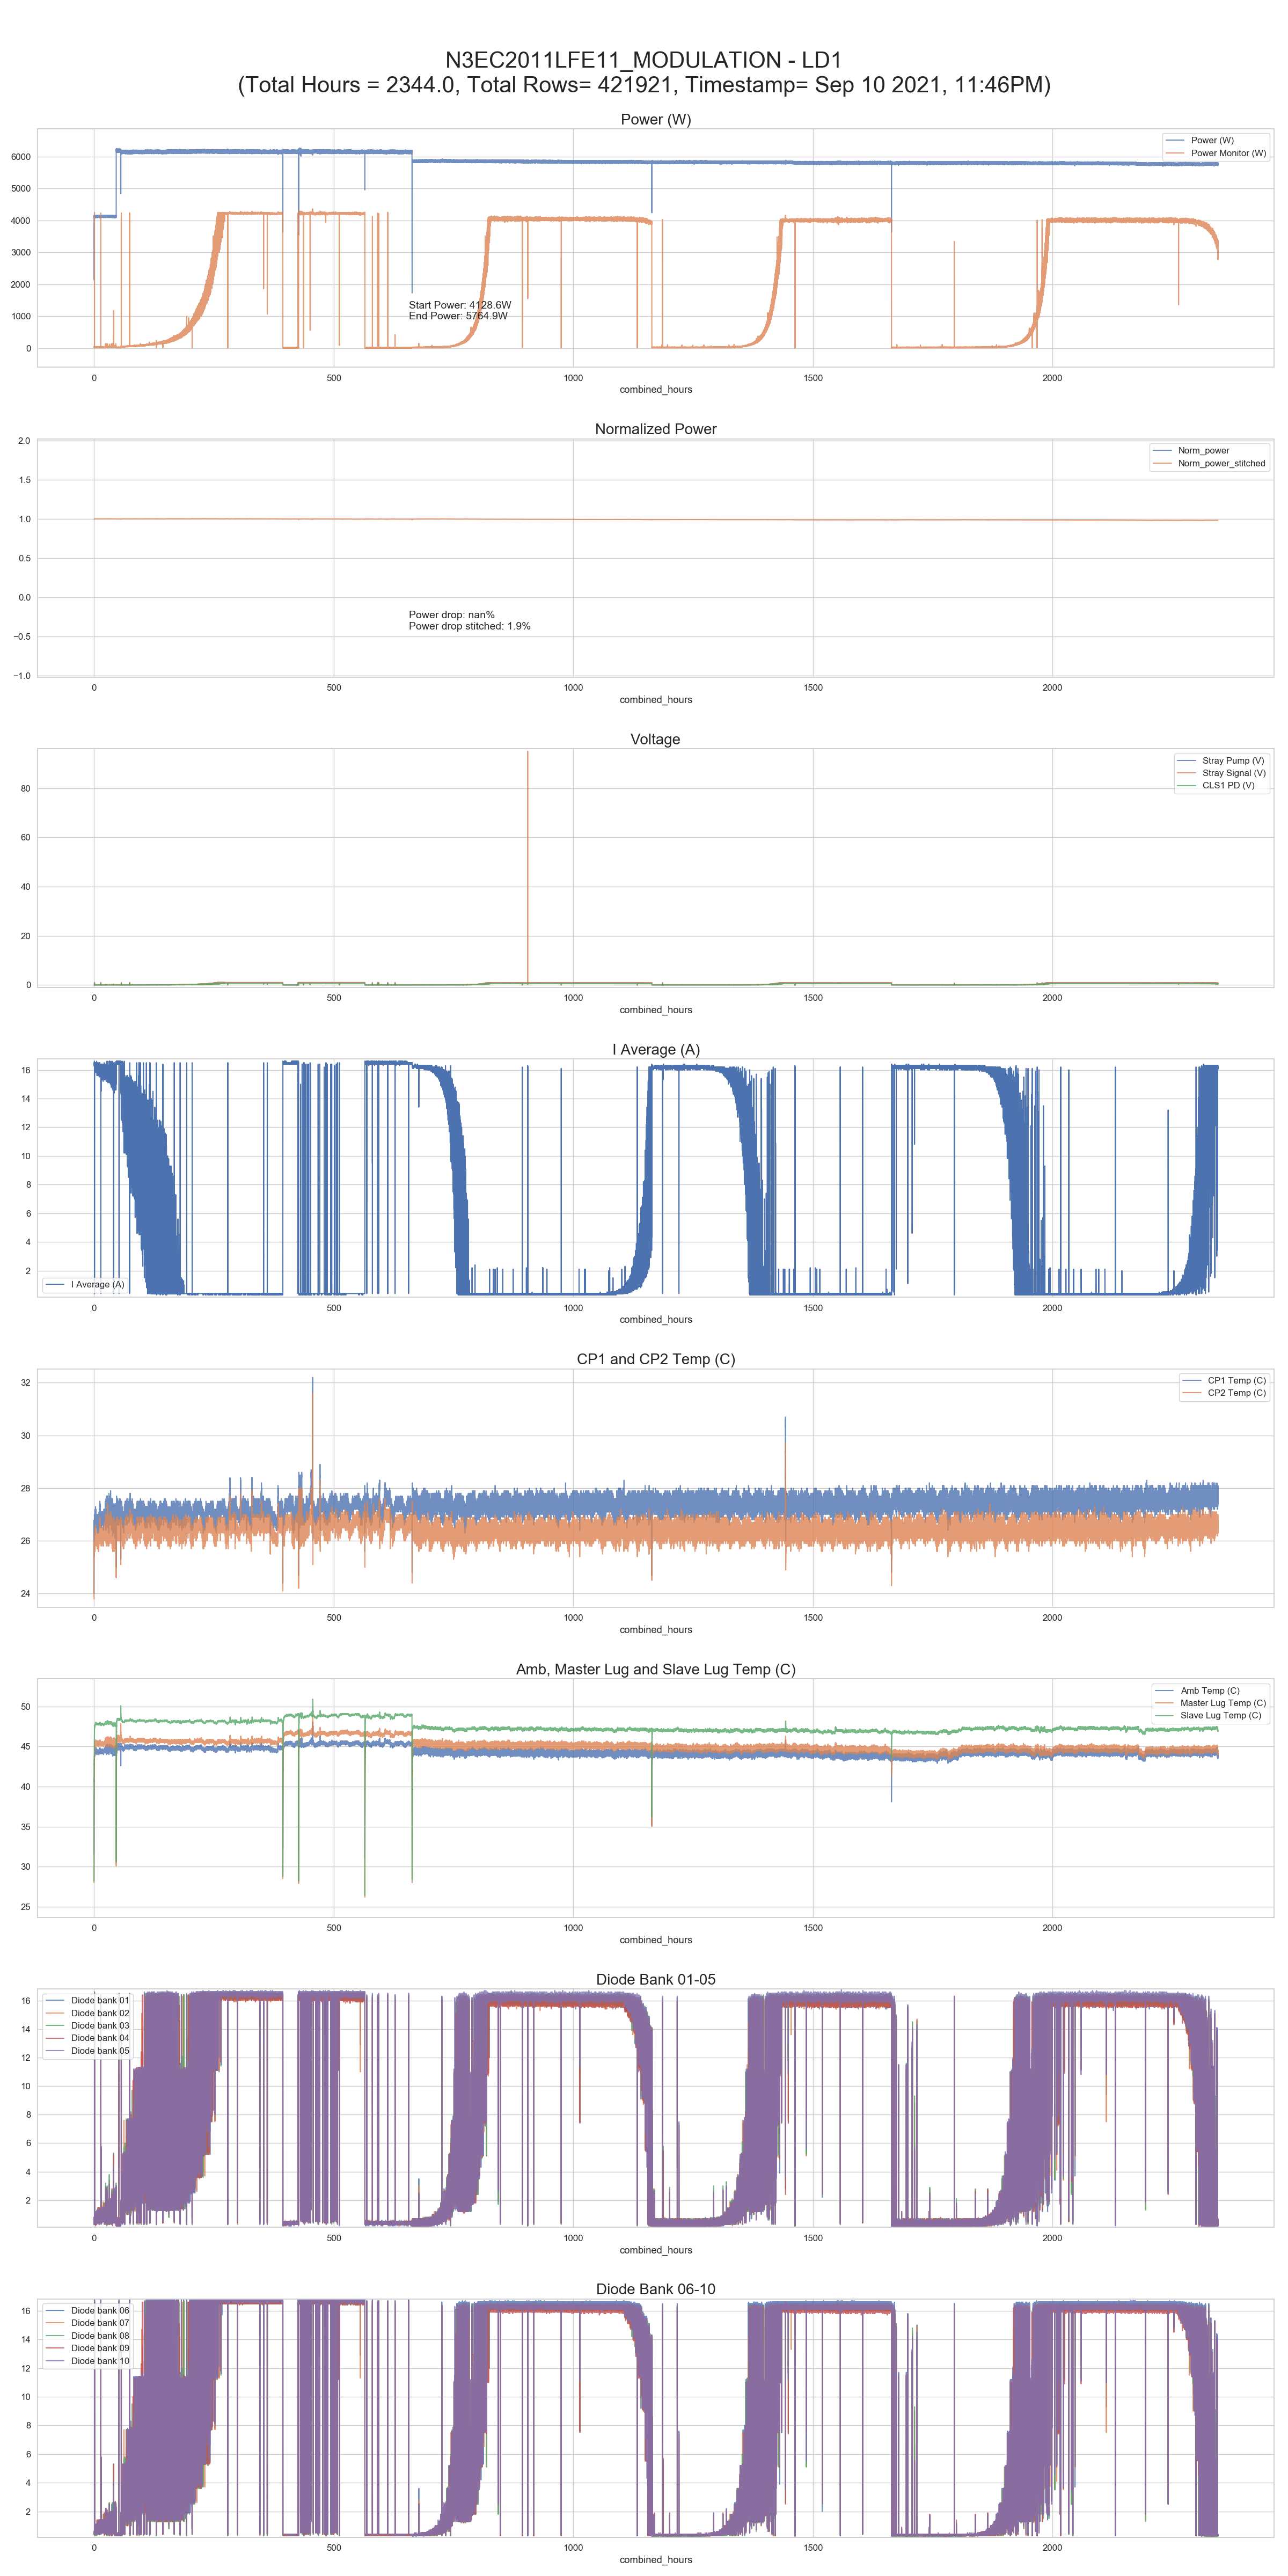 N3EC2011LFE11_MODULATION - LD1
(Total Hours = 2344.0, Total Rows= 421921, Timestamp= Sep 10 2021, 11:46PM)
Power (W)
Power (W)
Power Monitor (W)
6000
5000
4000
3000
2000
1000
0
Start Power: 4128.6W
End Power: 5764.9W
0 500 1000 1500 2000
combined_hours
Normalized Power
Norm_power
Norm_power_stitched
2.0
1.5
1.0
0.5
0.0
−0.5
−1.0
Power drop: nan%
Power drop stitched: 1.9%
0 500 1000 1500 2000
combined_hours
Voltage
Stray Pump (V)
Stray Signal (V)
CLS1 PD (V)
80
60
40
20
0
0 500 1000 1500 2000
combined_hours
I Average (A)
16
14
12
10
8
6
4
2
I Average (A)
0 500 1000 1500 2000
combined_hours
CP1 and CP2 Temp (C)
CP1 Temp (C)
CP2 Temp (C)
32
30
28
26
24
0 500 1000 1500 2000
combined_hours
Amb, Master Lug and Slave Lug Temp (C)
Amb Temp (C)
Master Lug Temp (C)
Slave Lug Temp (C)
50
45
40
35
30
25
0 500 1000 1500 2000
combined_hours
Diode Bank 01-05
Diode bank 01
Diode bank 02
Diode bank 03
Diode bank 04
Diode bank 05
16
14
12
10
8
6
4
2
0 500 1000 1500 2000
combined_hours
Diode Bank 06-10
Diode bank 06
Diode bank 07
Diode bank 08
Diode bank 09
Diode bank 10
16
14
12
10
8
6
4
2
0 500 1000 1500 2000
combined_hours